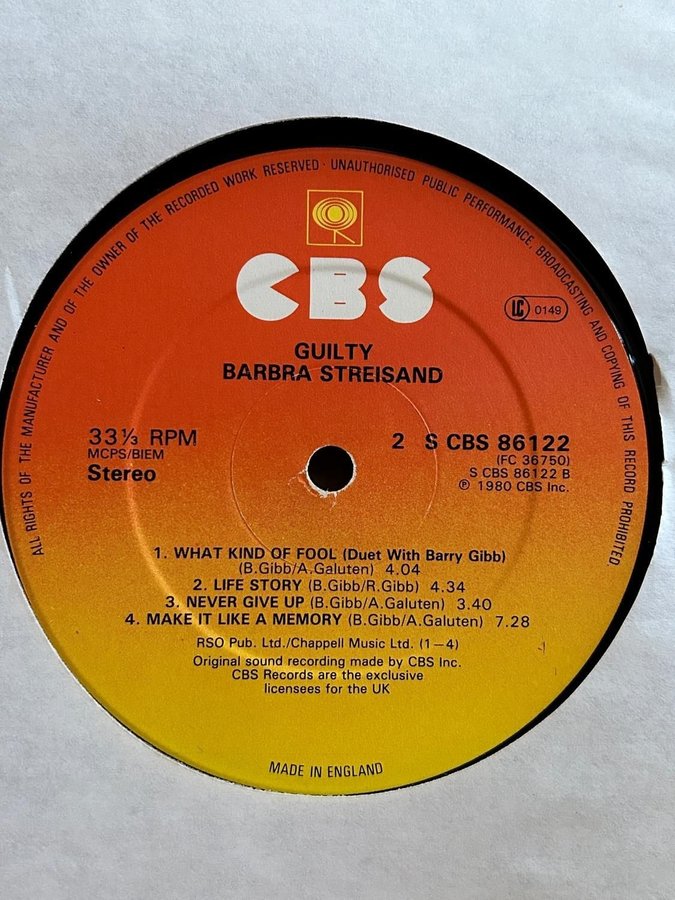 ALL RIGHTS OF THE MANUFACTURER AND OF THE OWNER OF THE RECORDED WORK RESERVED · UNAUTHORISED PUBLIC PERFORMANCE, BROADCASTING AND COPYING OF THIS RECORD PROHIBITED.
CBS
LC 0149
GUILTY
BARBRA STREISAND
33⅓ RPM
MCPS/BIEM
Stereo
2 S CBS 86122
(FC 36750)
S CBS 86122 B
℗ 1980 CBS Inc.
1. WHAT KIND OF FOOL (Duet With Barry Gibb)
(B.Gibb/A.Galuten) 4.04
2. LIFE STORY (B.Gibb/R.Gibb) 4.34
3. NEVER GIVE UP (B.Gibb/A.Galuten) 3.40
4. MAKE IT LIKE A MEMORY (B.Gibb/A.Galuten) 7.28
RSO Pub. Ltd./Chappell Music Ltd. (1—4)
Original sound recording made by CBS Inc.
CBS Records are the exclusive
licensees for the UK
MADE IN ENGLAND